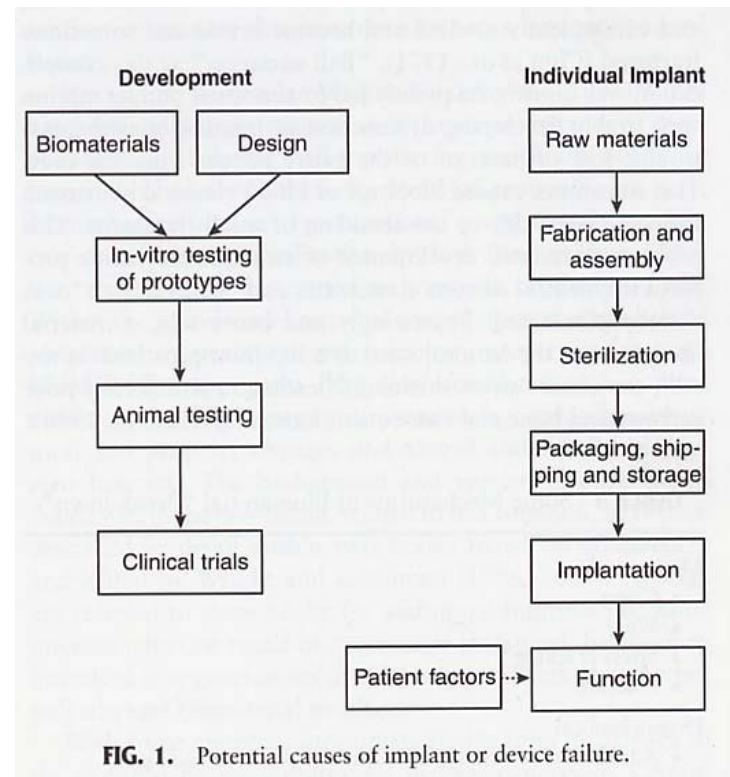 Development
Biomaterials
Design
In-vitro testing
of prototypes
Animal testing
Clinical trials
Individual Implant
Raw materials
Fabrication and
assembly
Sterilization
Packaging, ship-
ping and storage
Implantation
Patient factors
Function
FIG. 1. Potential causes of implant or device failure.